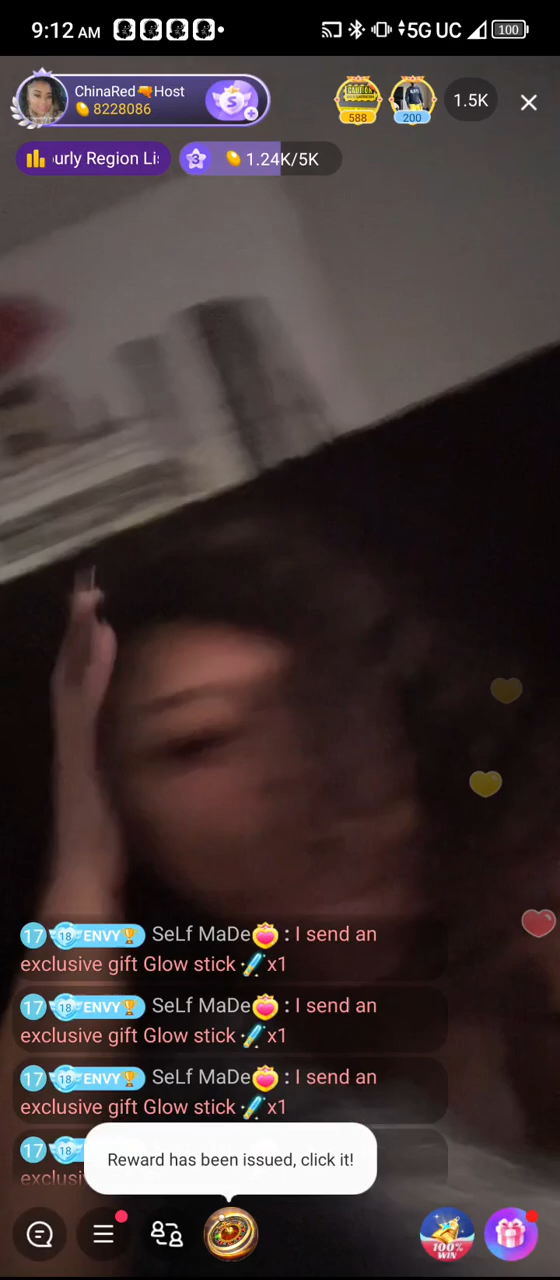 9:12 AM
5G UC
100
ChinaRed🔫Host
8228086
S
588
200
1.5K
urly Region Li
3
1.24K/5K
17 18 ENVY🏆 SeLf MaDe : I send an
exclusive gift Glow stick x1
17 18 ENVY🏆 SeLf MaDe : I send an
exclusive gift Glow stick x1
17 18 ENVY🏆 SeLf MaDe : I send an
exclusive gift Glow stick x1
17 18
exclusi
Reward has been issued, click it!
100%
WIN